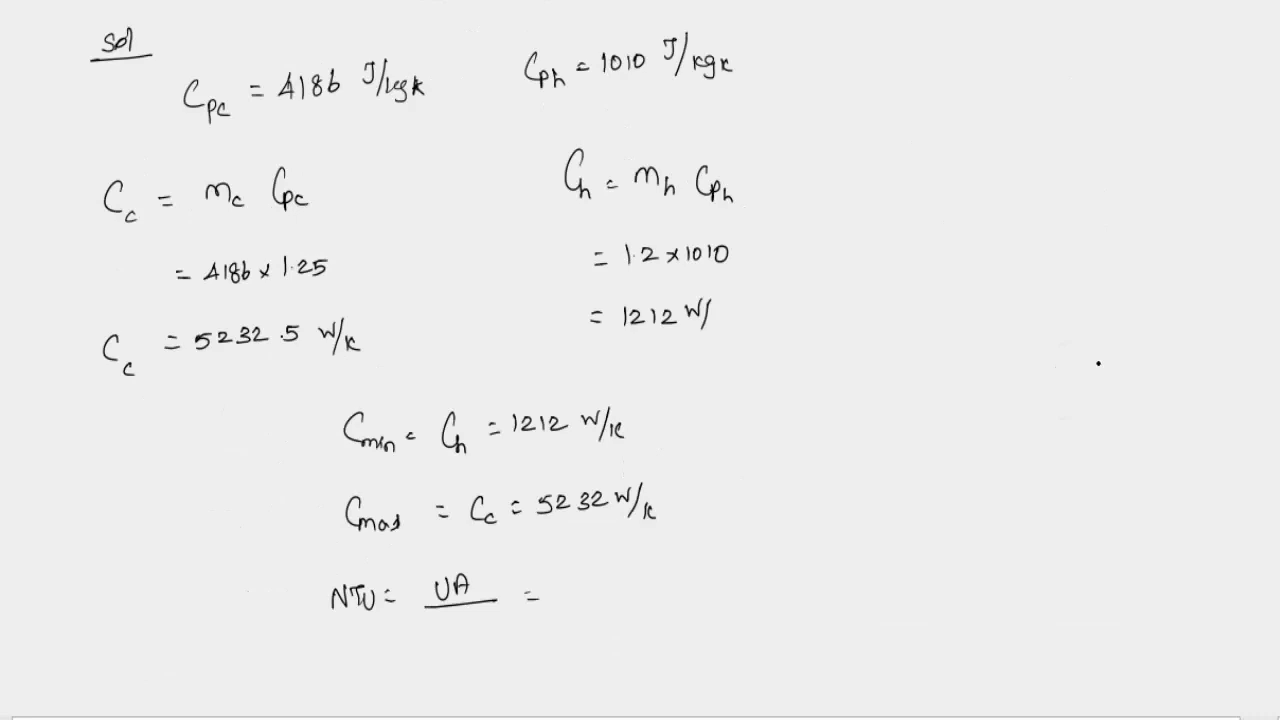 Sol
Cpc = 4186 J/kgk
Cph = 1010 J/kgk
Cc = mc Cpc
Ch = mh Cph
= 4186 x 1.25
= 1.2 x 1010
Cc = 5232.5 W/K
= 1212 W/
Cmin = Ch = 1212 W/K
Cmax = Cc = 5232 W/K
NTU = UA =